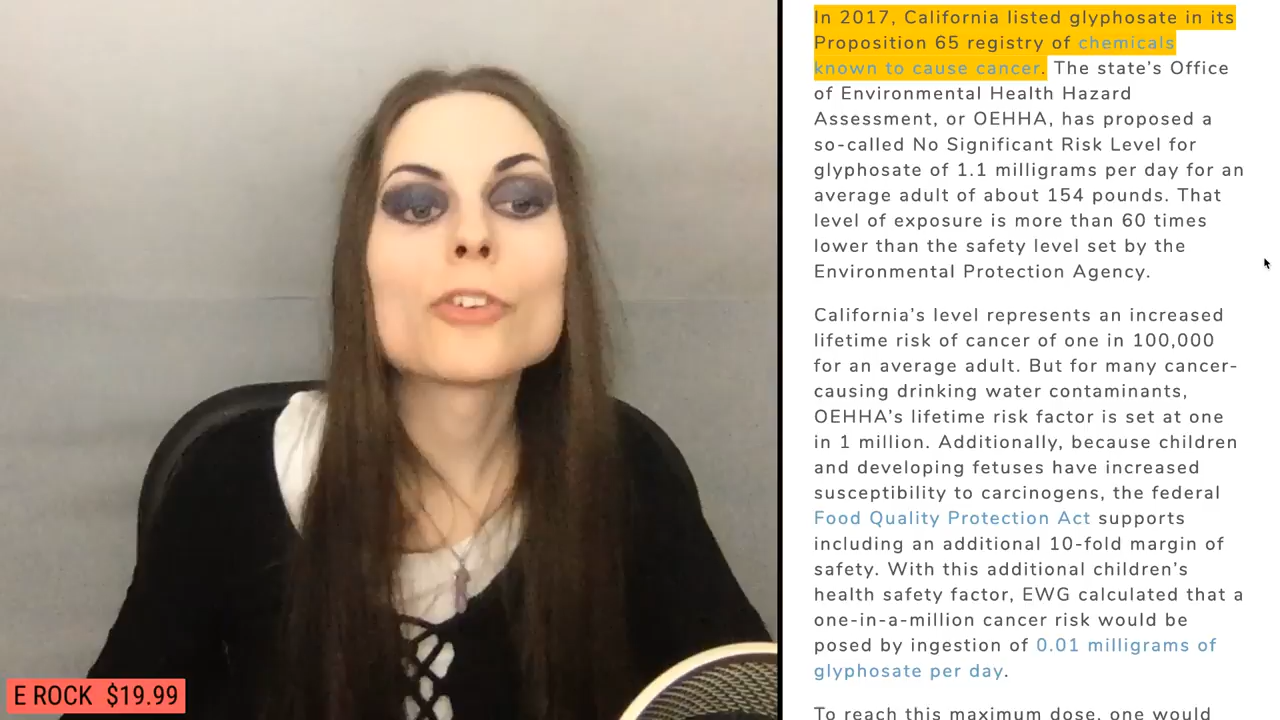 In 2017, California listed glyphosate in its
Proposition 65 registry of chemicals
known to cause cancer. The state’s Office
of Environmental Health Hazard
Assessment, or OEHHA, has proposed a
so-called No Significant Risk Level for
glyphosate of 1.1 milligrams per day for an
average adult of about 154 pounds. That
level of exposure is more than 60 times
lower than the safety level set by the
Environmental Protection Agency.
California’s level represents an increased
lifetime risk of cancer of one in 100,000
for an average adult. But for many cancer-
causing drinking water contaminants,
OEHHA’s lifetime risk factor is set at one
in 1 million. Additionally, because children
and developing fetuses have increased
susceptibility to carcinogens, the federal
Food Quality Protection Act supports
including an additional 10-fold margin of
safety. With this additional children’s
health safety factor, EWG calculated that a
one-in-a-million cancer risk would be
posed by ingestion of 0.01 milligrams of
glyphosate per day.
To reach this maximum dose, one would
E ROCK $19.99